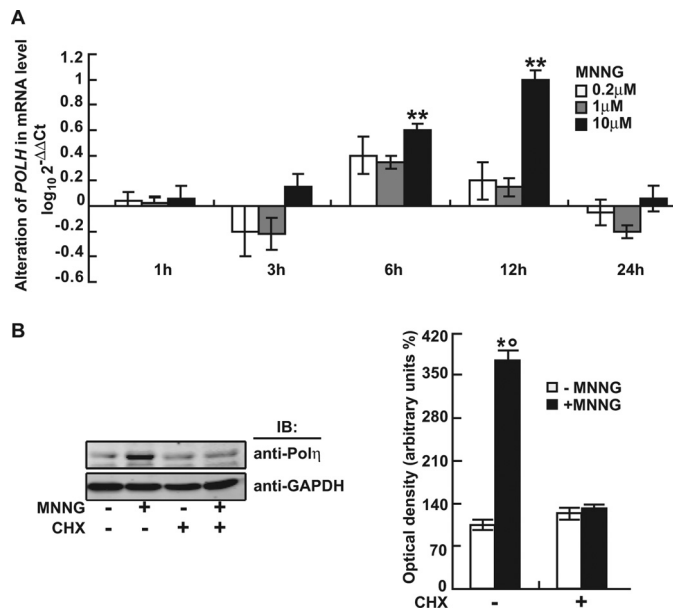 A
Alteration of POLH in mRNA level
log10 2-ΔΔCt
1.2
1
0.8
0.6
0.4
0.2
0
-0.2
-0.4
-0.6
**
**
MNNG
0.2µM
1µM
10µM
1h 3h 6h 12h 24h
B
IB:
anti-Polη
anti-GAPDH
MNNG - + - +
CHX - - + +
Optical density (arbitrary units %)
420
350
280
210
140
70
0
*°
- MNNG
+MNNG
CHX - +